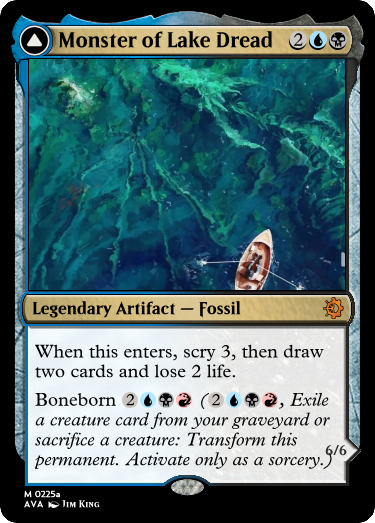 Monster of Lake Dread 2
Legendary Artifact — Fossil
When this enters, scry 3, then draw
two cards and lose 2 life.
Boneborn 2 (2, Exile
a creature card from your graveyard or
sacrifice a creature: Transform this
permanent. Activate only as a sorcery.)
6/6
M 0225a
AVA Jim King